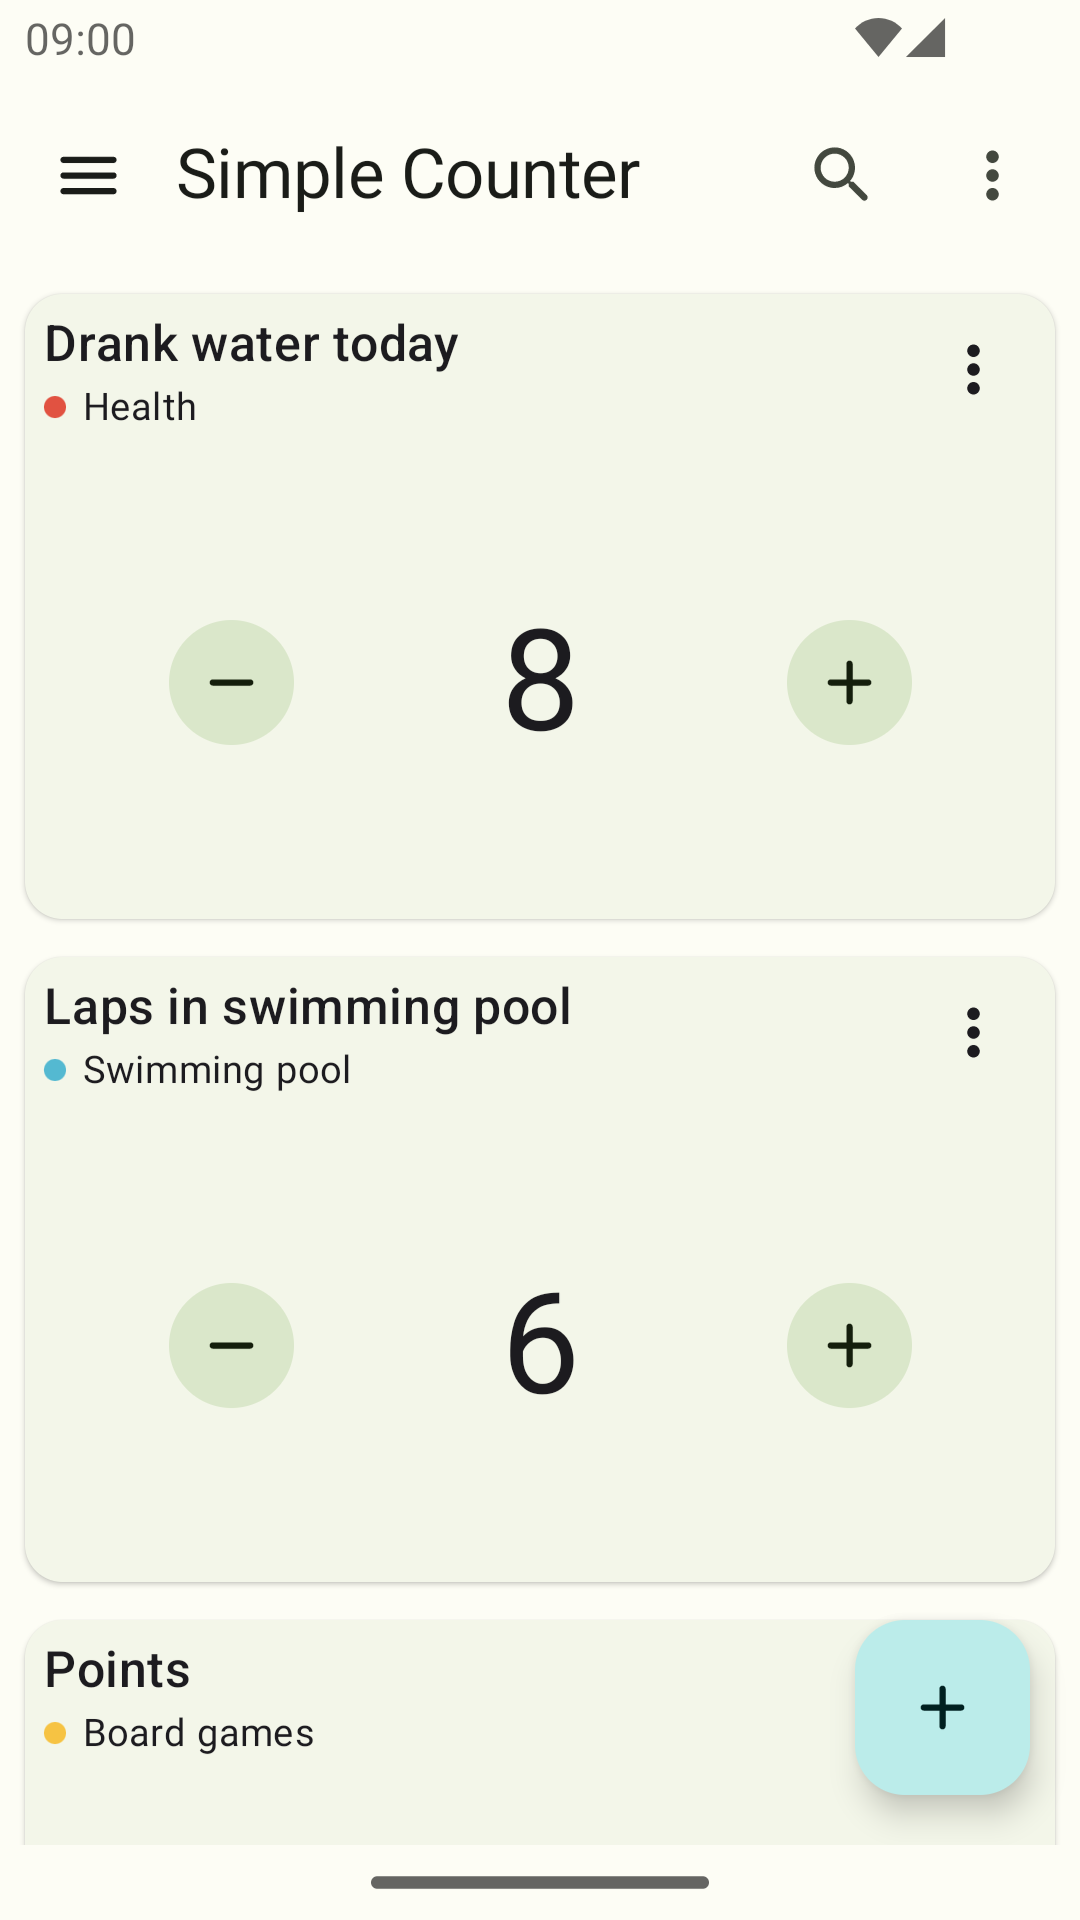 09:00
Simple Counter
Drank water today
Health
8
Laps in swimming pool
Swimming pool
6
Points
Board games